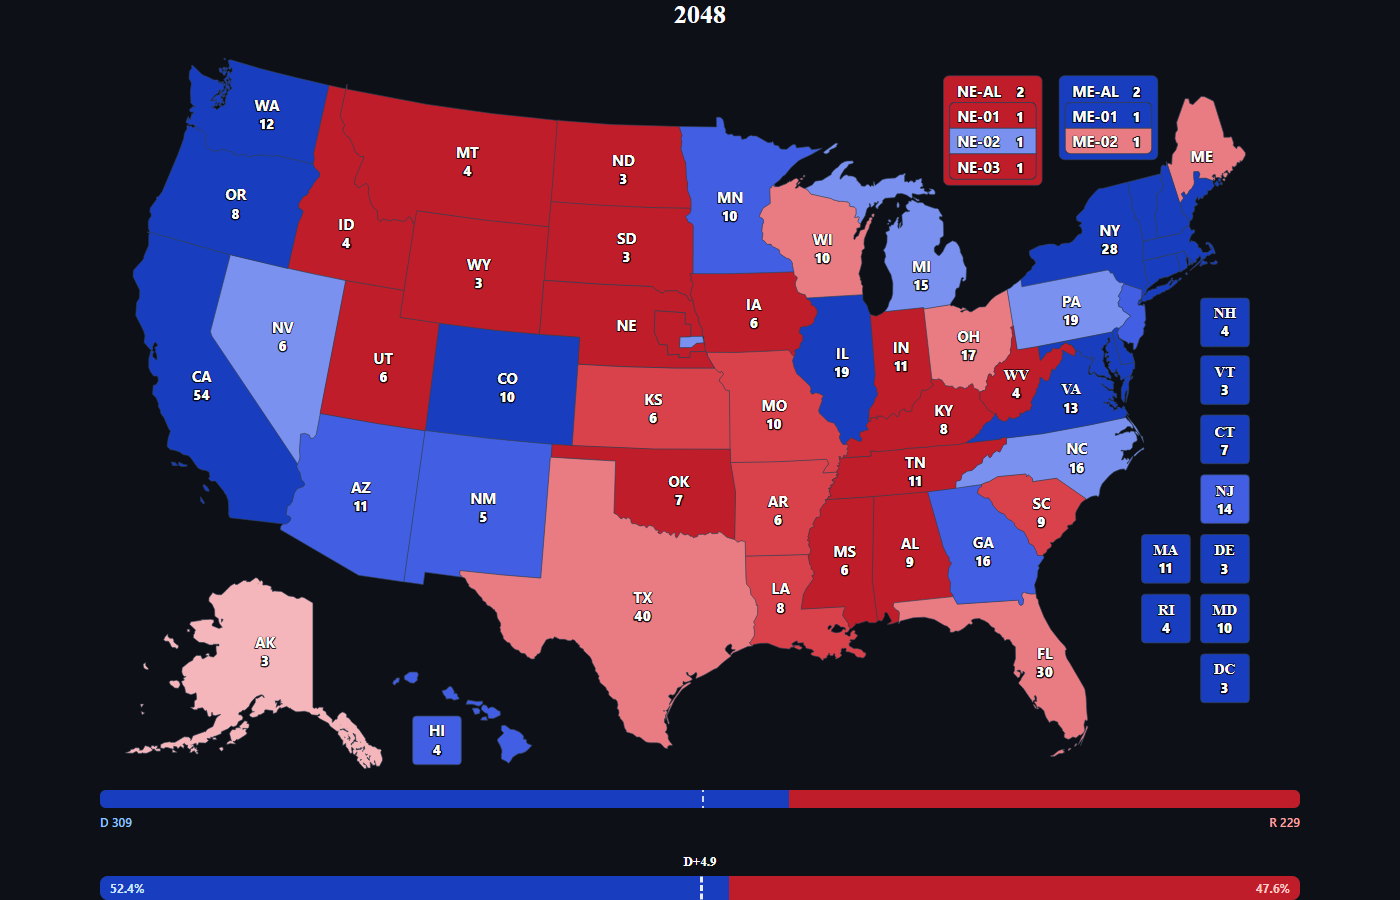 2048
NE-AL 2
NE-01 1
NE-02 1
NE-03 1
ME-AL 2
ME-01 1
ME-02 1
WA
12
OR
8
CA
54
NV
6
ID
4
MT
4
WY
3
UT
6
CO
10
AZ
11
NM
5
ND
3
SD
3
NE
KS
6
OK
7
TX
40
MN
10
IA
6
MO
10
AR
6
LA
8
WI
10
IL
19
MI
15
IN
11
OH
17
KY
8
TN
11
MS
6
AL
9
GA
16
FL
30
SC
9
NC
16
VA
13
WV
4
PA
19
NY
28
ME
NH
4
VT
3
CT
7
NJ
14
MA
11
DE
3
RI
4
MD
10
DC
3
AK
3
HI
4
D 309
R 229
D+4.9
52.4%
47.6%